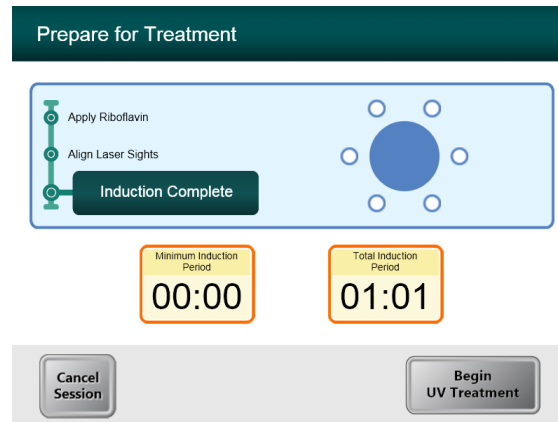 Prepare for Treatment
Apply Riboflavin
Align Laser Sights
Induction Complete
Minimum Induction
Period
00:00
Total Induction
Period
01:01
Cancel
Session
Begin
UV Treatment